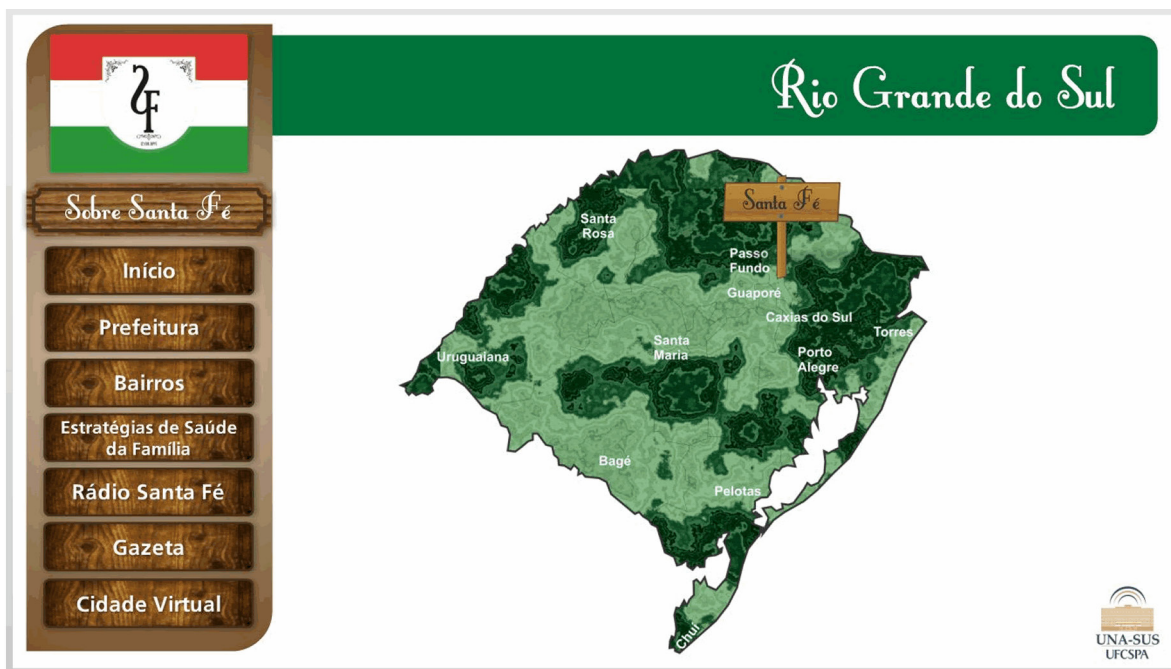 Rio Grande do Sul
SF
Sobre Santa Fé
Início
Prefeitura
Bairros
Estratégias de Saúde
da Família
Rádio Santa Fé
Gazeta
Cidade Virtual
Santa Fé
Santa
Rosa
Passo
Fundo
Guaporé
Caxias do Sul
Torres
Santa
Maria
Porto
Alegre
Uruguaiana
Bagé
Pelotas
Chuí
UNA-SUS
UFCSPA